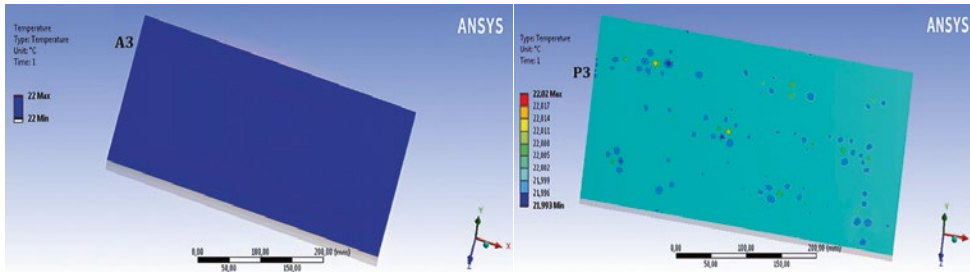 Temperature
Type: Temperature
Unit: °C
Time: 1
A3
ANSYS
22 Max
22 Min
0,00
100,00
200,00 (mm)
50,00
150,00
Y
X
Z
Temperature
Type: Temperature
Unit: °C
Time: 1
P3
ANSYS
22,02 Max
22,017
22,014
22,011
22,008
22,005
22,002
21,999
21,996
21,993 Min
0,00
100,00
200,00 (mm)
50,00
150,00
Y
X
Z